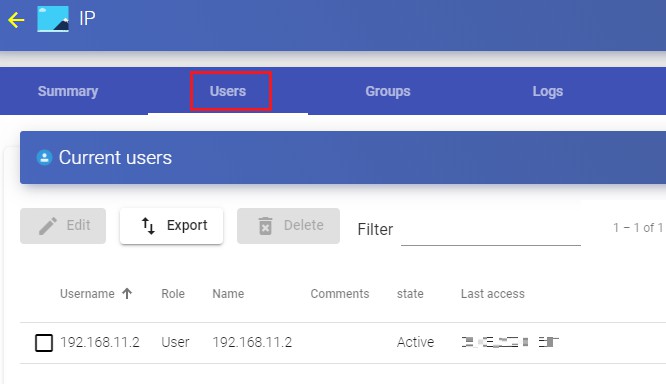 IP
Summary Users Groups Logs
Current users
Edit Export Delete Filter 1 – 1 of 1
Username Role Name Comments state Last access
192.168.11.2 User 192.168.11.2 Active